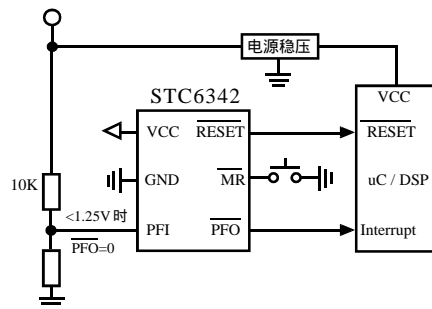 电源稳压
STC6342
VCC
VCC
RESET
RESET
GND
MR
uC / DSP
10K
<1.25V 时
PFI
PFO
Interrupt
PFO=0